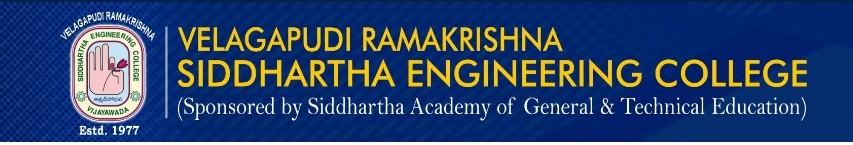 VELAGAPUDI RAMAKRISHNA
SIDDHARTHA ENGINEERING COLLEGE
VIJAYAWADA
Estd. 1977
VELAGAPUDI RAMAKRISHNA
SIDDHARTHA ENGINEERING COLLEGE
(Sponsored by Siddhartha Academy of General & Technical Education)